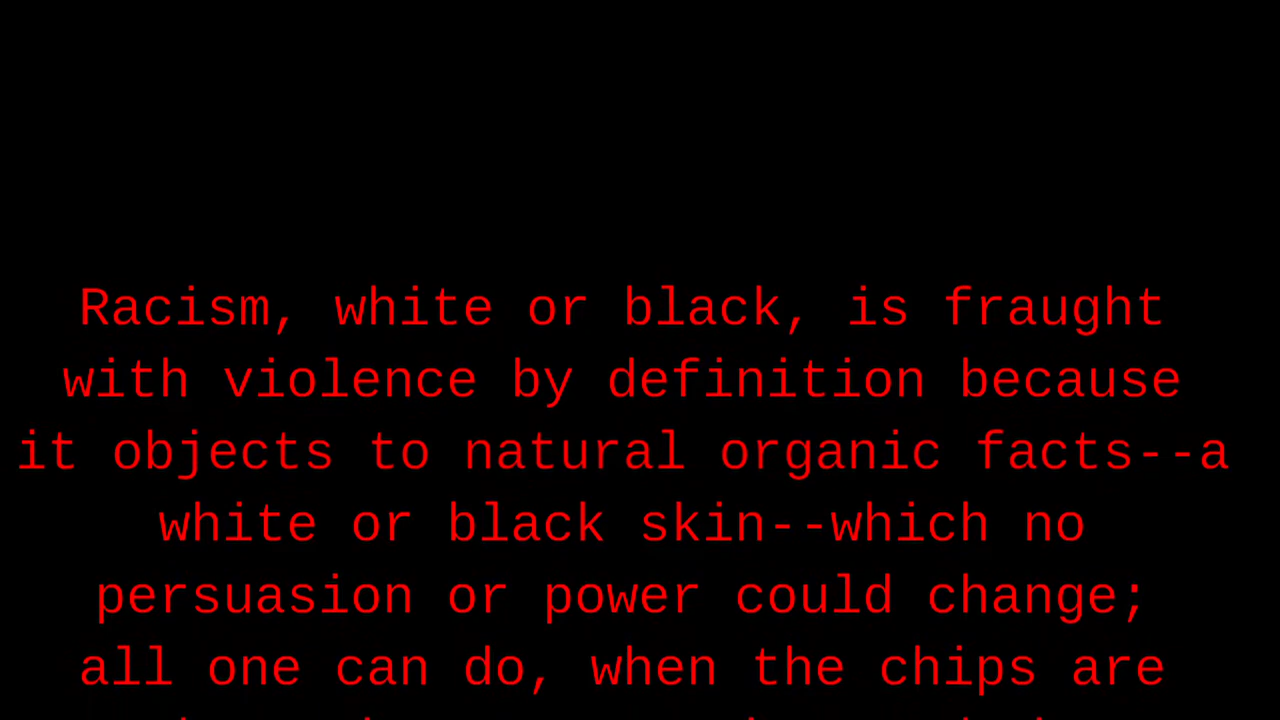 Racism, white or black, is fraught
with violence by definition because
it objects to natural organic facts--a
white or black skin--which no
persuasion or power could change;
all one can do, when the chips are